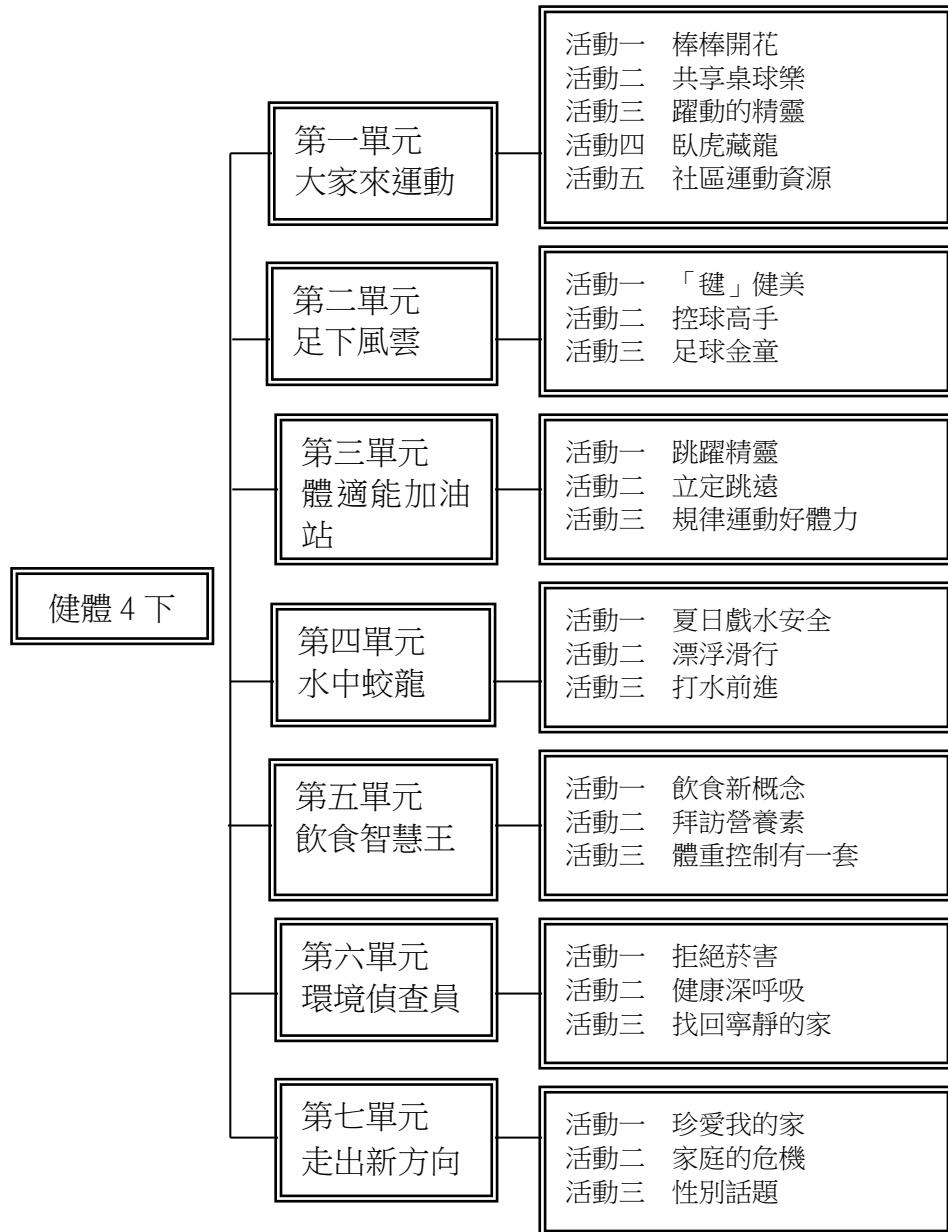 健體 4 下
第一單元
大家來運動
活動一 棒棒開花
活動二 共享桌球樂
活動三 躍動的精靈
活動四 臥虎藏龍
活動五 社區運動資源
第二單元
足下風雲
活動一 「毽」健美
活動二 控球高手
活動三 足球金童
第三單元
體適能加油
站
活動一 跳躍精靈
活動二 立定跳遠
活動三 規律運動好體力
第四單元
水中蛟龍
活動一 夏日戲水安全
活動二 漂浮滑行
活動三 打水前進
第五單元
飲食智慧王
活動一 飲食新概念
活動二 拜訪營養素
活動三 體重控制有一套
第六單元
環境偵查員
活動一 拒絕菸害
活動二 健康深呼吸
活動三 找回寧靜的家
第七單元
走出新方向
活動一 珍愛我的家
活動二 家庭的危機
活動三 性別話題